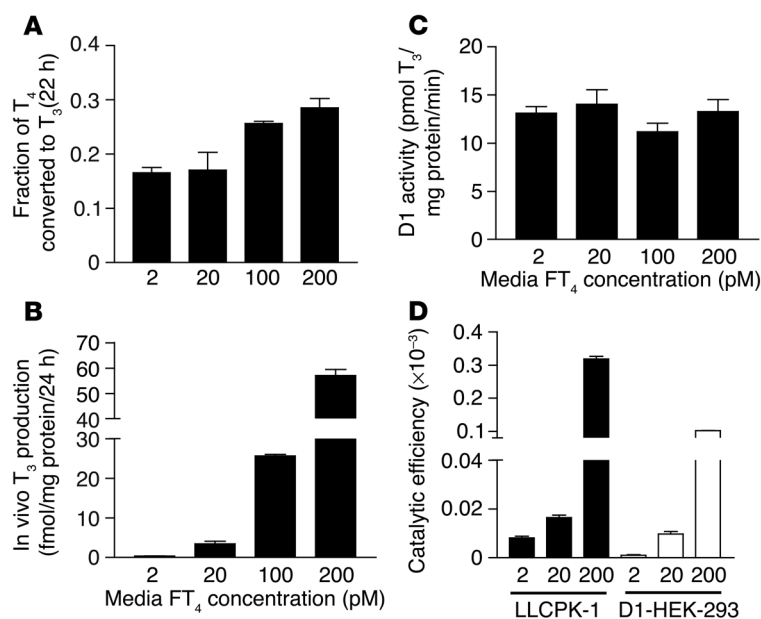 A
Fraction of T4
converted to T3(22 h)
0.4
0.3
0.2
0.1
0
2 20 100 200
B
In vivo T3 production
(fmol/mg protein/24 h)
70
60
50
40
30
20
10
0
2 20 100 200
Media FT4 concentration (pM)
C
D1 activity (pmol T3/
mg protein/min)
20
15
10
5
0
2 20 100 200
Media FT4 concentration (pM)
D
Catalytic efficiency (×10–3)
0.4
0.3
0.2
0.1
0.04
0.02
0
2 20 200 2 20 200
LLCPK-1 D1-HEK-293